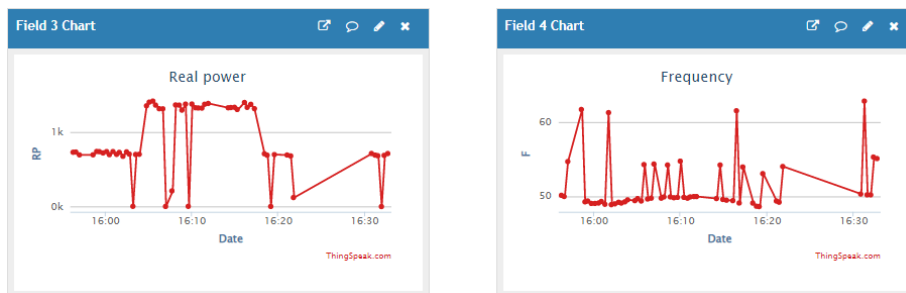 Field 3 Chart
Real power
1k
0k
RP
16:00 16:10 16:20 16:30
Date
ThingSpeak.com
Field 4 Chart
Frequency
60
50
F
16:00 16:10 16:20 16:30
Date
ThingSpeak.com